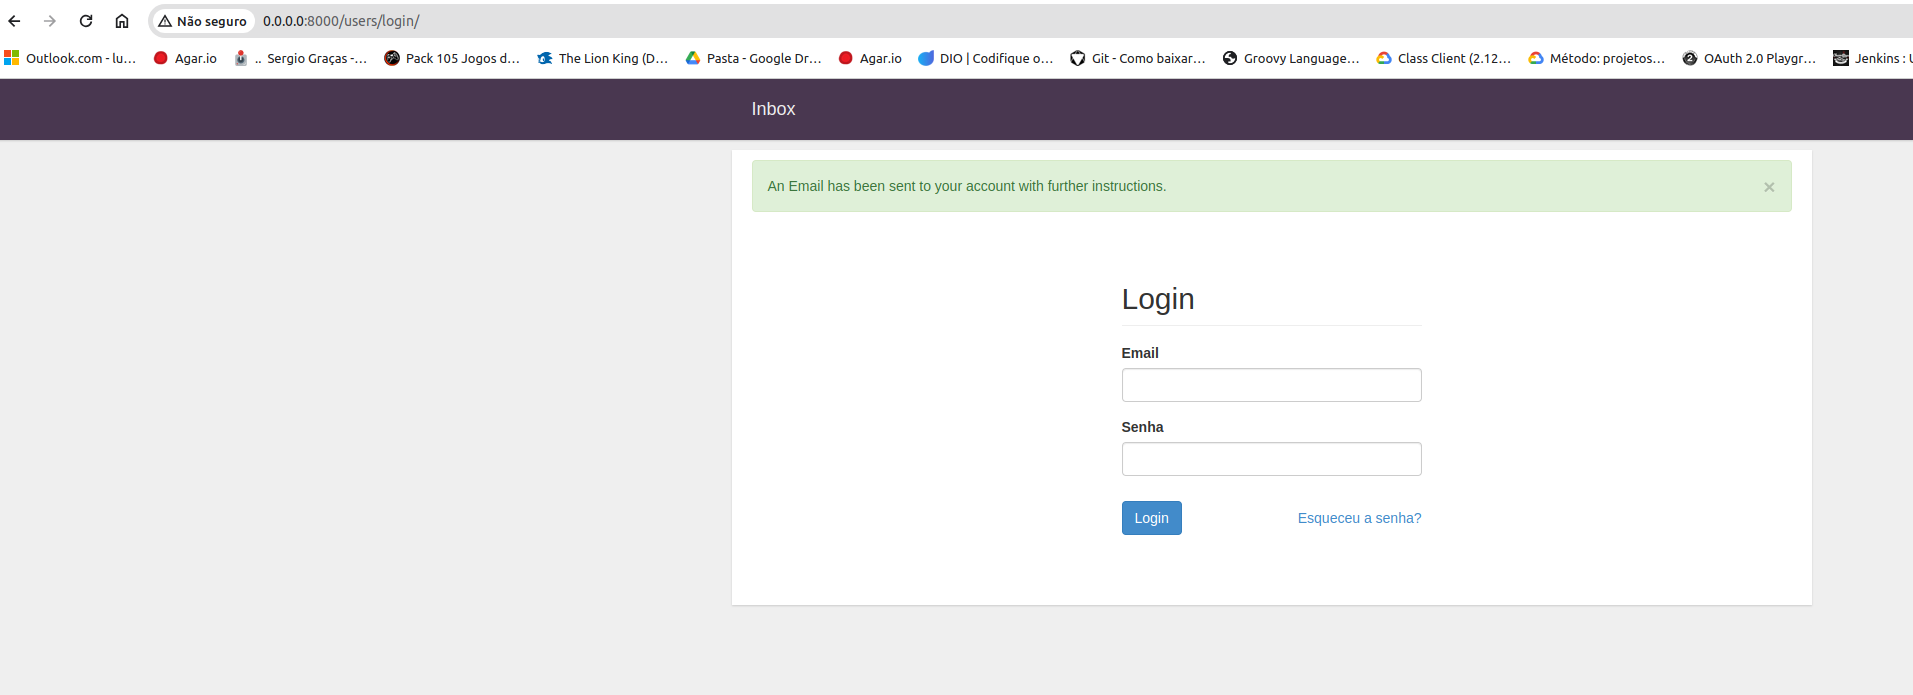 Não seguro 0.0.0.0:8000/users/login/
Outlook.com - lu... Agar.io .. Sergio Graças -... Pack 105 Jogos d... The Lion King (D... Pasta - Google Dr... Agar.io DIO | Codifique o... Git - Como baixar... Groovy Language... Class Client (2.12... Método: projetos... OAuth 2.0 Playgr... Jenkins : U
Inbox
An Email has been sent to your account with further instructions. ×
Login
Email
Senha
Login Esqueceu a senha?